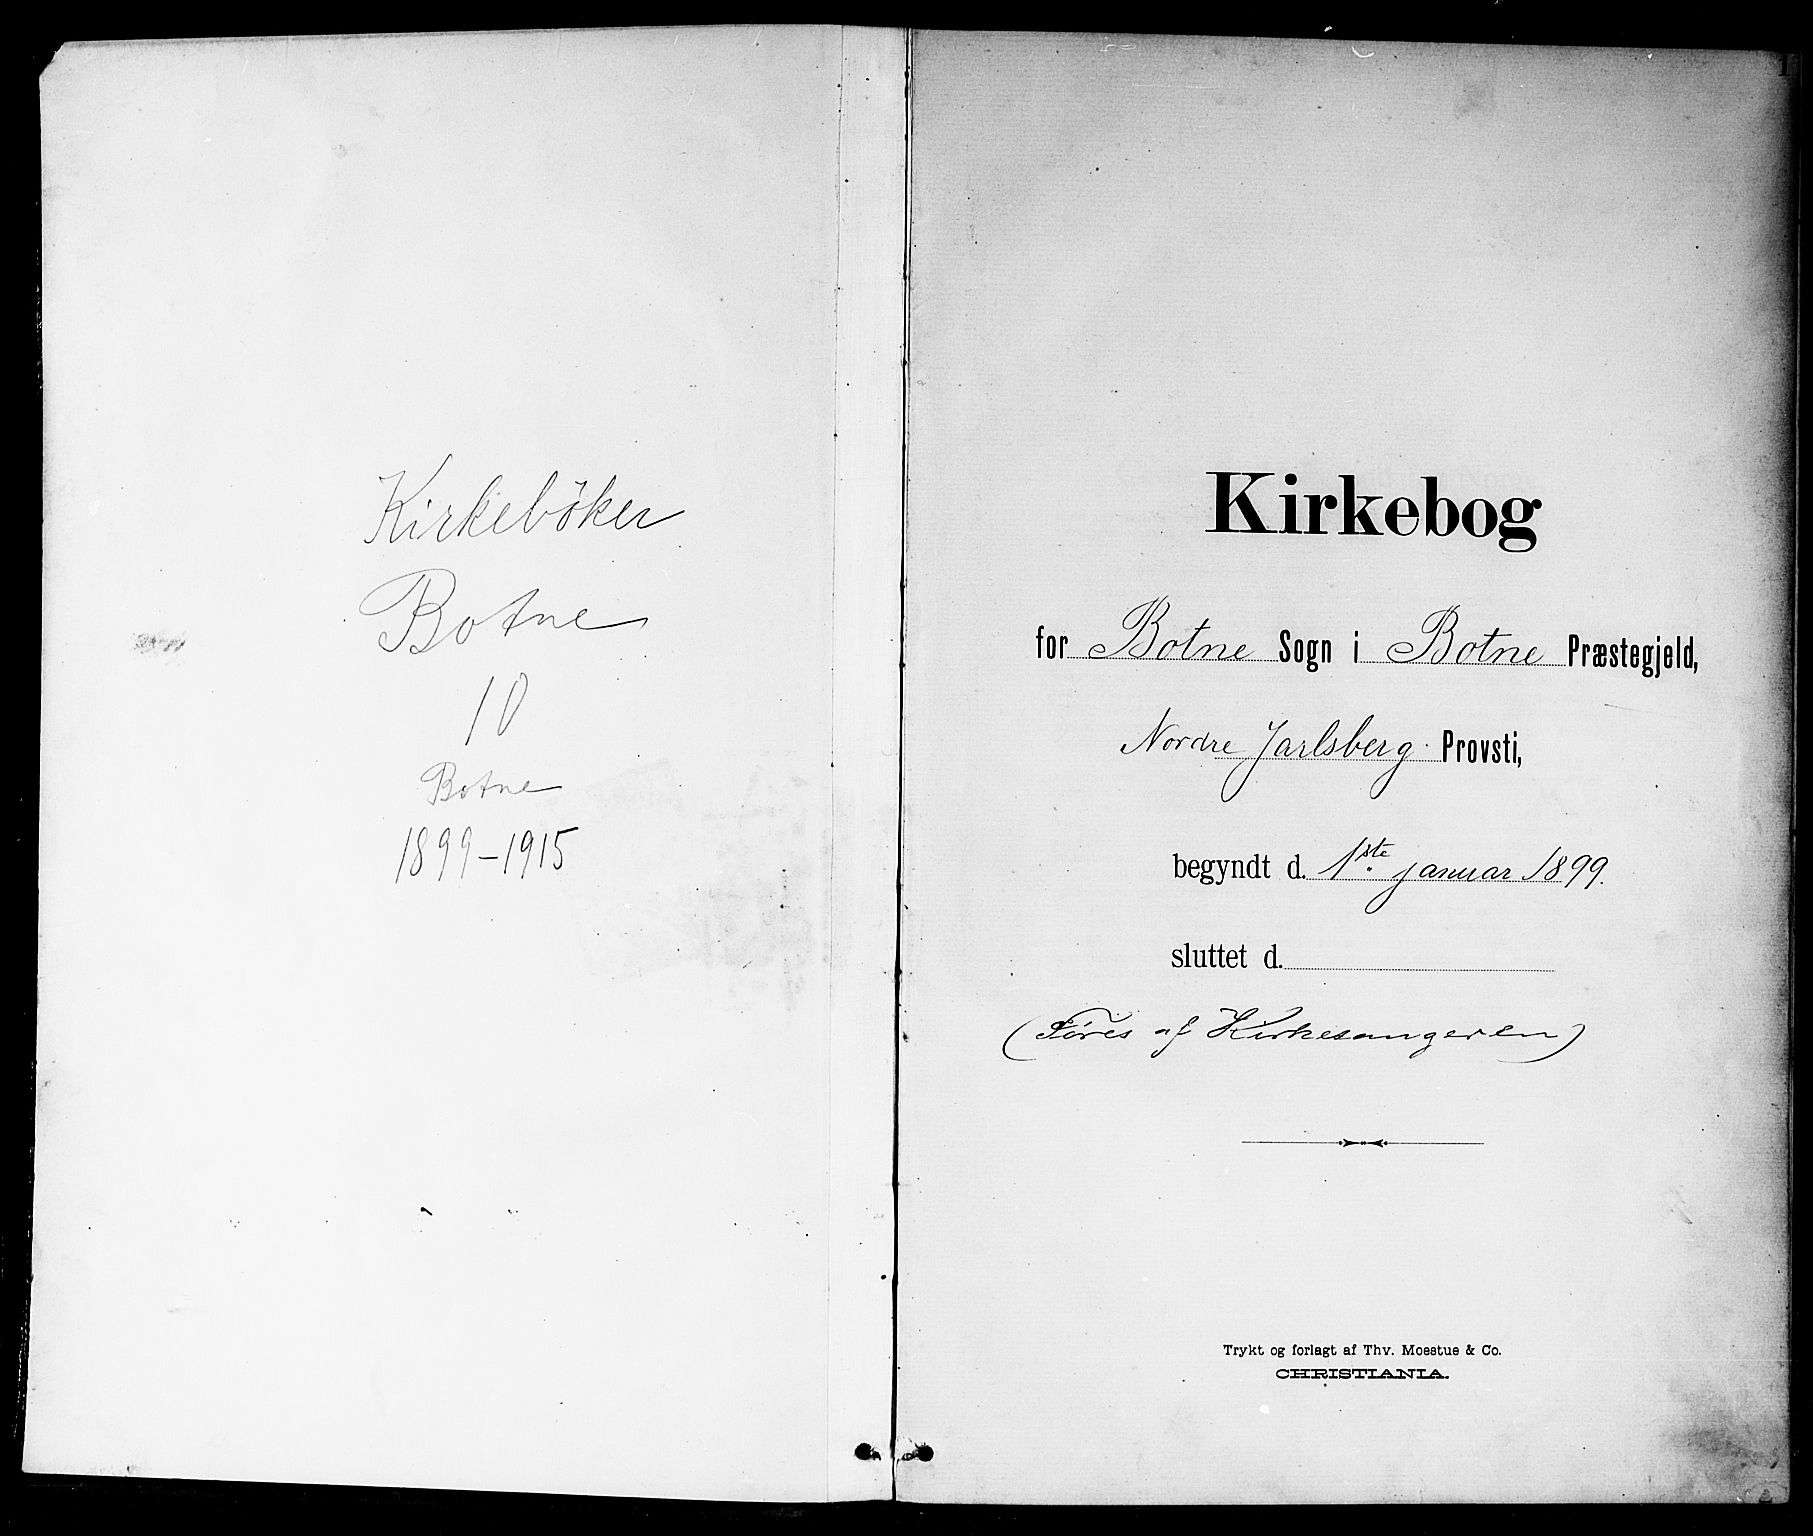 Kirkebøker
Botne
10
Botne
1899-1915
1
Kirkebog
for Botne Sogn i Botne Præstegjeld,
Nordre Jarlsberg Provsti,
begyndt d. 1ste januar 1899.
sluttet d.
(Føres af Kirkesangeren)
Trykt og forlagt af Thv. Moestue & Co.
CHRISTIANIA.